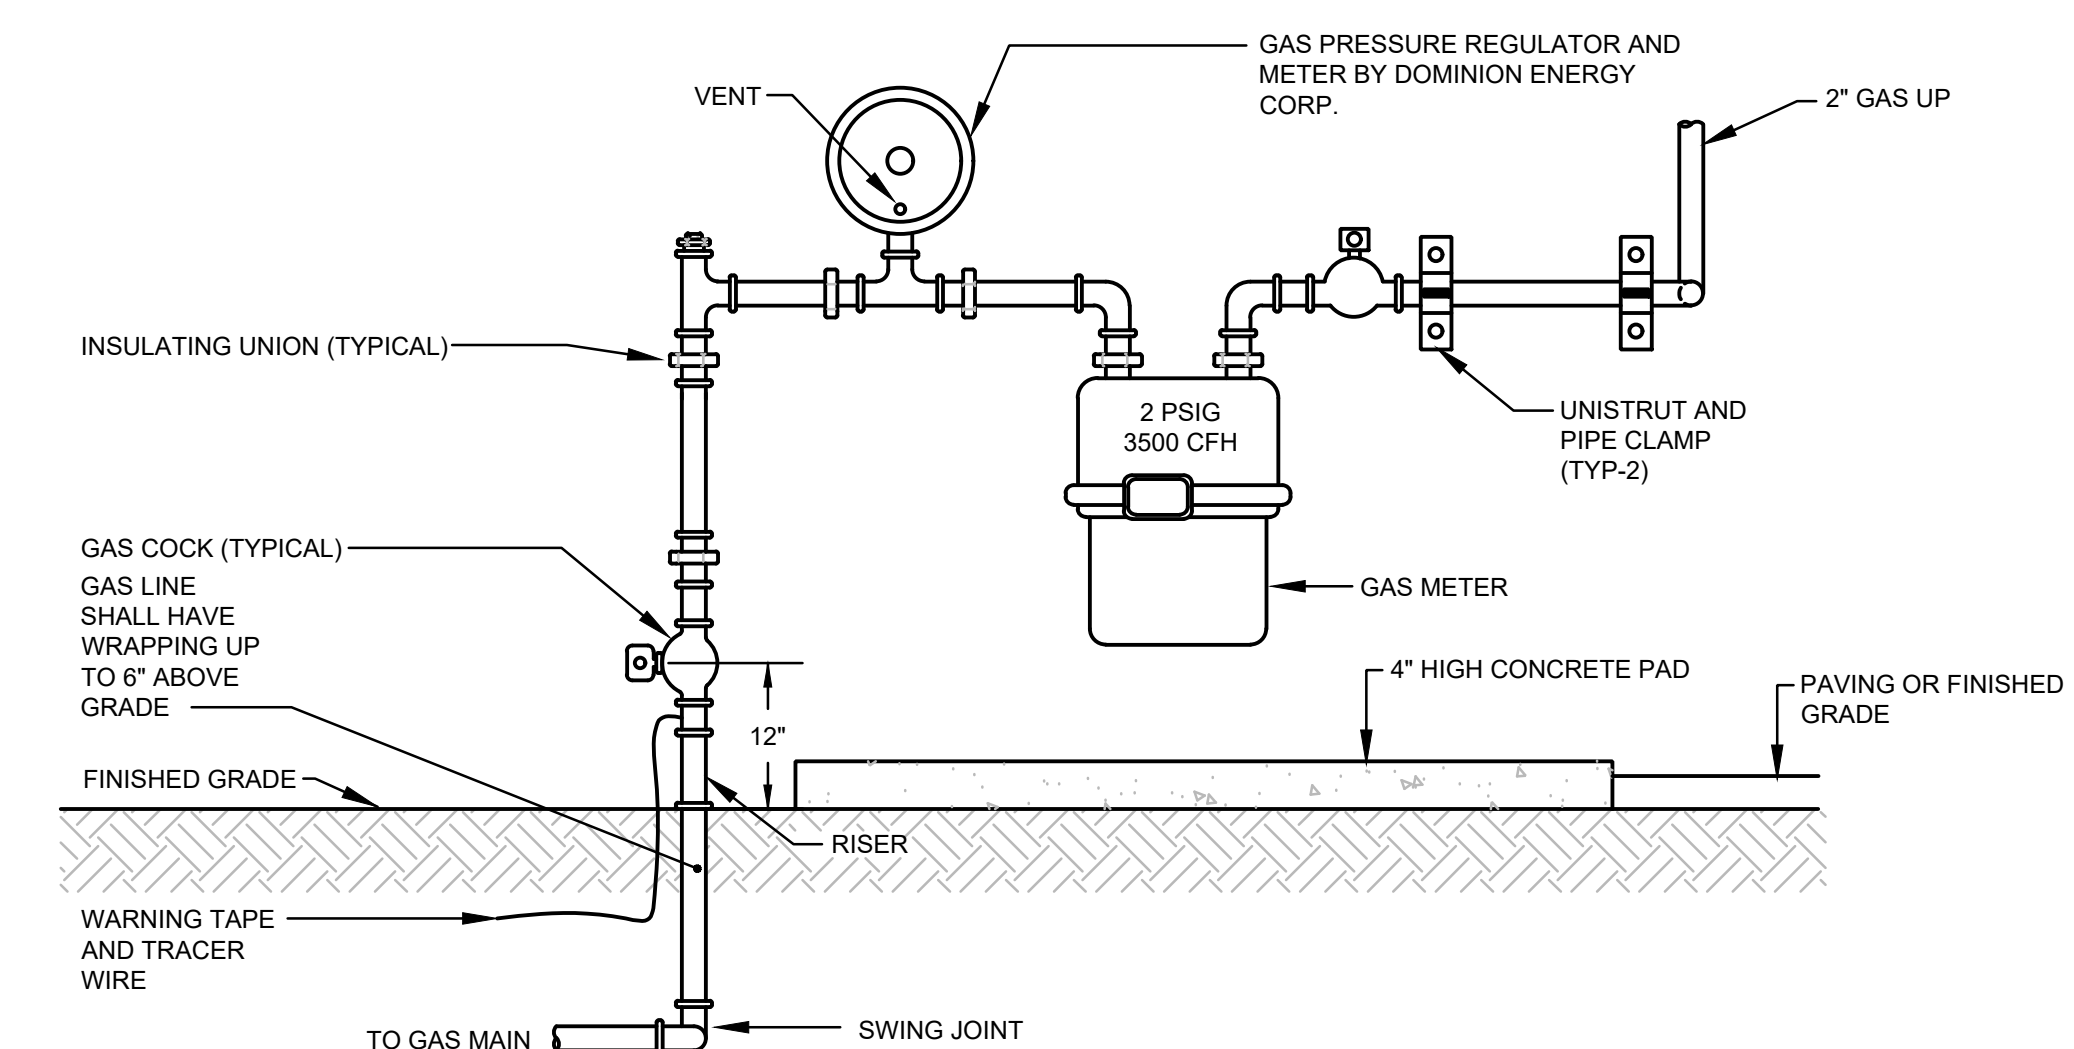 GAS PRESSURE REGULATOR AND
METER BY DOMINION ENERGY
CORP.
VENT
2" GAS UP
INSULATING UNION (TYPICAL)
2 PSIG
3500 CFH
UNISTRUT AND
PIPE CLAMP
(TYP-2)
GAS COCK (TYPICAL)
GAS LINE
SHALL HAVE
WRAPPING UP
TO 6" ABOVE
GRADE
GAS METER
4" HIGH CONCRETE PAD
PAVING OR FINISHED
GRADE
12"
FINISHED GRADE
RISER
WARNING TAPE
AND TRACER
WIRE
TO GAS MAIN
SWING JOINT